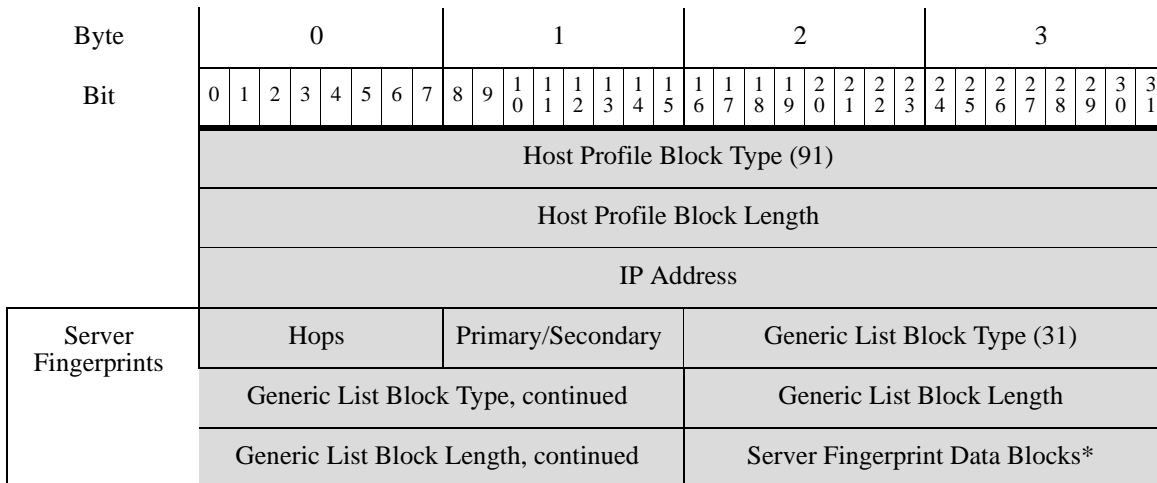 Byte 0 1 2 3
Bit 0 1 2 3 4 5 6 7 8 9 10 11 12 13 14 15 16 17 18 19 20 21 22 23 24 25 26 27 28 29 30 31
Host Profile Block Type (91)
Host Profile Block Length
IP Address
Server Fingerprints
Hops Primary/Secondary Generic List Block Type (31)
Generic List Block Type, continued Generic List Block Length
Generic List Block Length, continued Server Fingerprint Data Blocks*